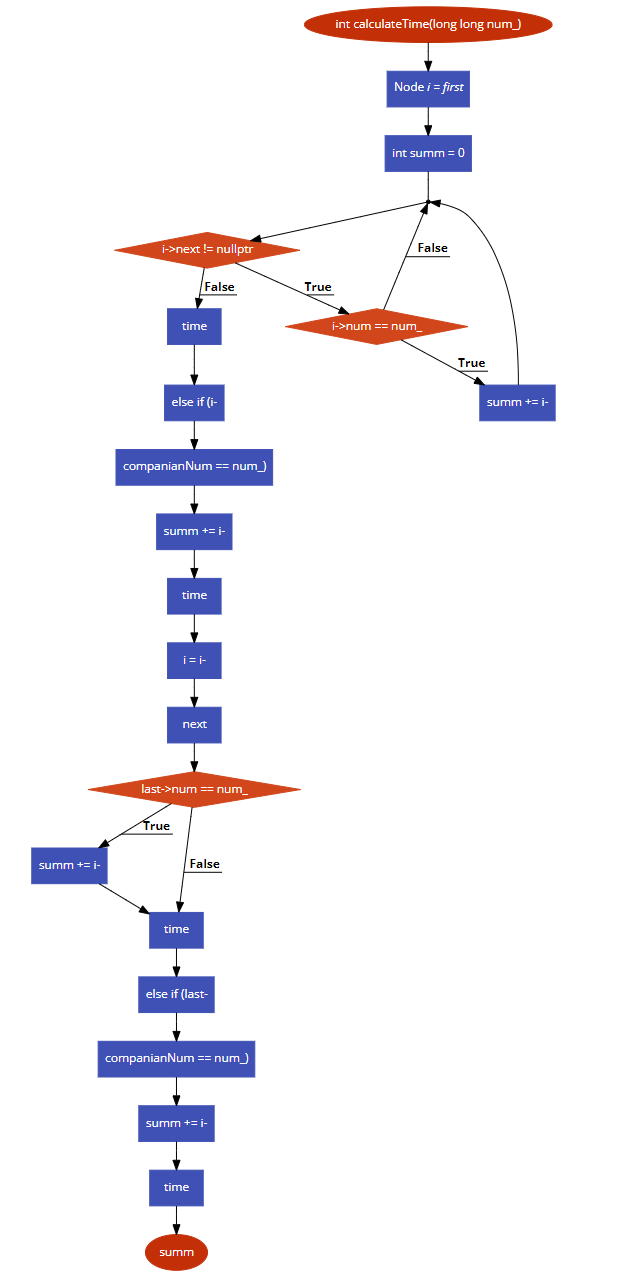 int calculateTime(long long num_)
Node i = first
int summ = 0
i->next != nullptr
False
True
False
i->num == num_
True
summ += i-
time
else if (i-
companianNum == num_)
summ += i-
time
i = i-
next
last->num == num_
True
summ += i-
False
time
else if (last-
companianNum == num_)
summ += i-
time
summ